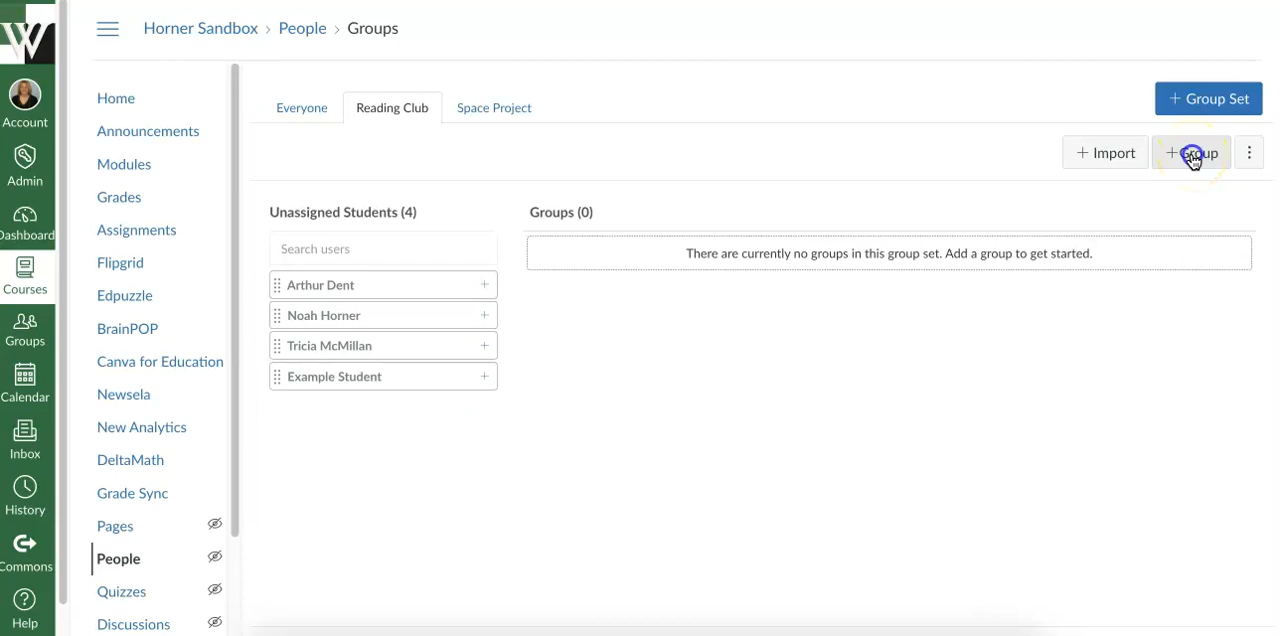 Horner Sandbox › People › Groups
Account
Admin
Dashboard
Courses
Groups
Calendar
Inbox
History
Commons
Help
Home
Announcements
Modules
Grades
Assignments
Flipgrid
Edpuzzle
BrainPOP
Canva for Education
Newsela
New Analytics
DeltaMath
Grade Sync
Pages
People
Quizzes
Discussions
Everyone Reading Club Space Project
+ Group Set
+ Import + Group
Unassigned Students (4)
Search users
Arthur Dent +
Noah Horner +
Tricia McMillan +
Example Student +
Groups (0)
There are currently no groups in this group set. Add a group to get started.